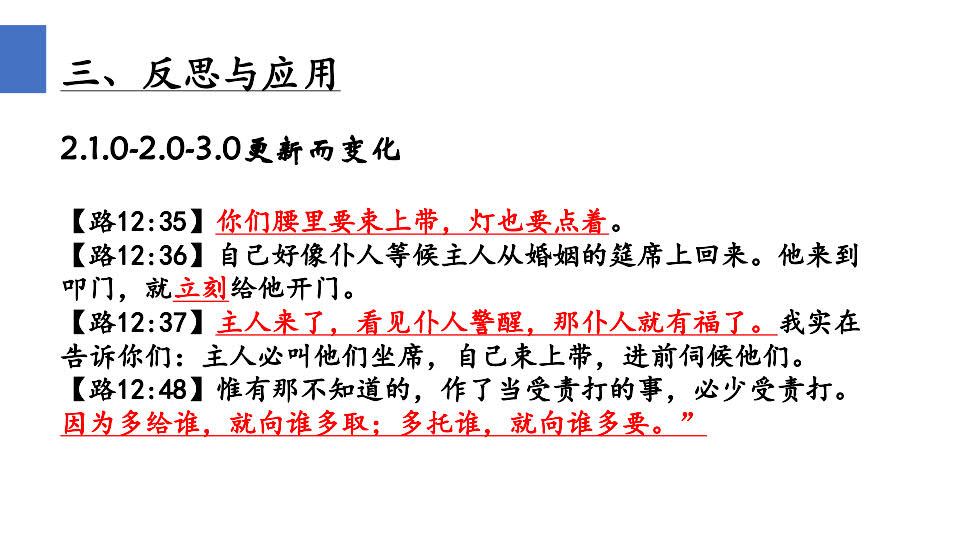 三、反思与应用
2.1.0-2.0-3.0更新而变化
【路12:35】你们腰里要束上带，灯也要点着。
【路12:36】自己好像仆人等候主人从婚姻的筵席上回来。他来到
叩门，就立刻给他开门。
【路12:37】主人来了，看见仆人警醒，那仆人就有福了。我实在
告诉你们：主人必叫他们坐席，自己束上带，进前伺候他们。
【路12:48】惟有那不知道的，作了当受责打的事，必少受责打。
因为多给谁，就向谁多取；多托谁，就向谁多要。”